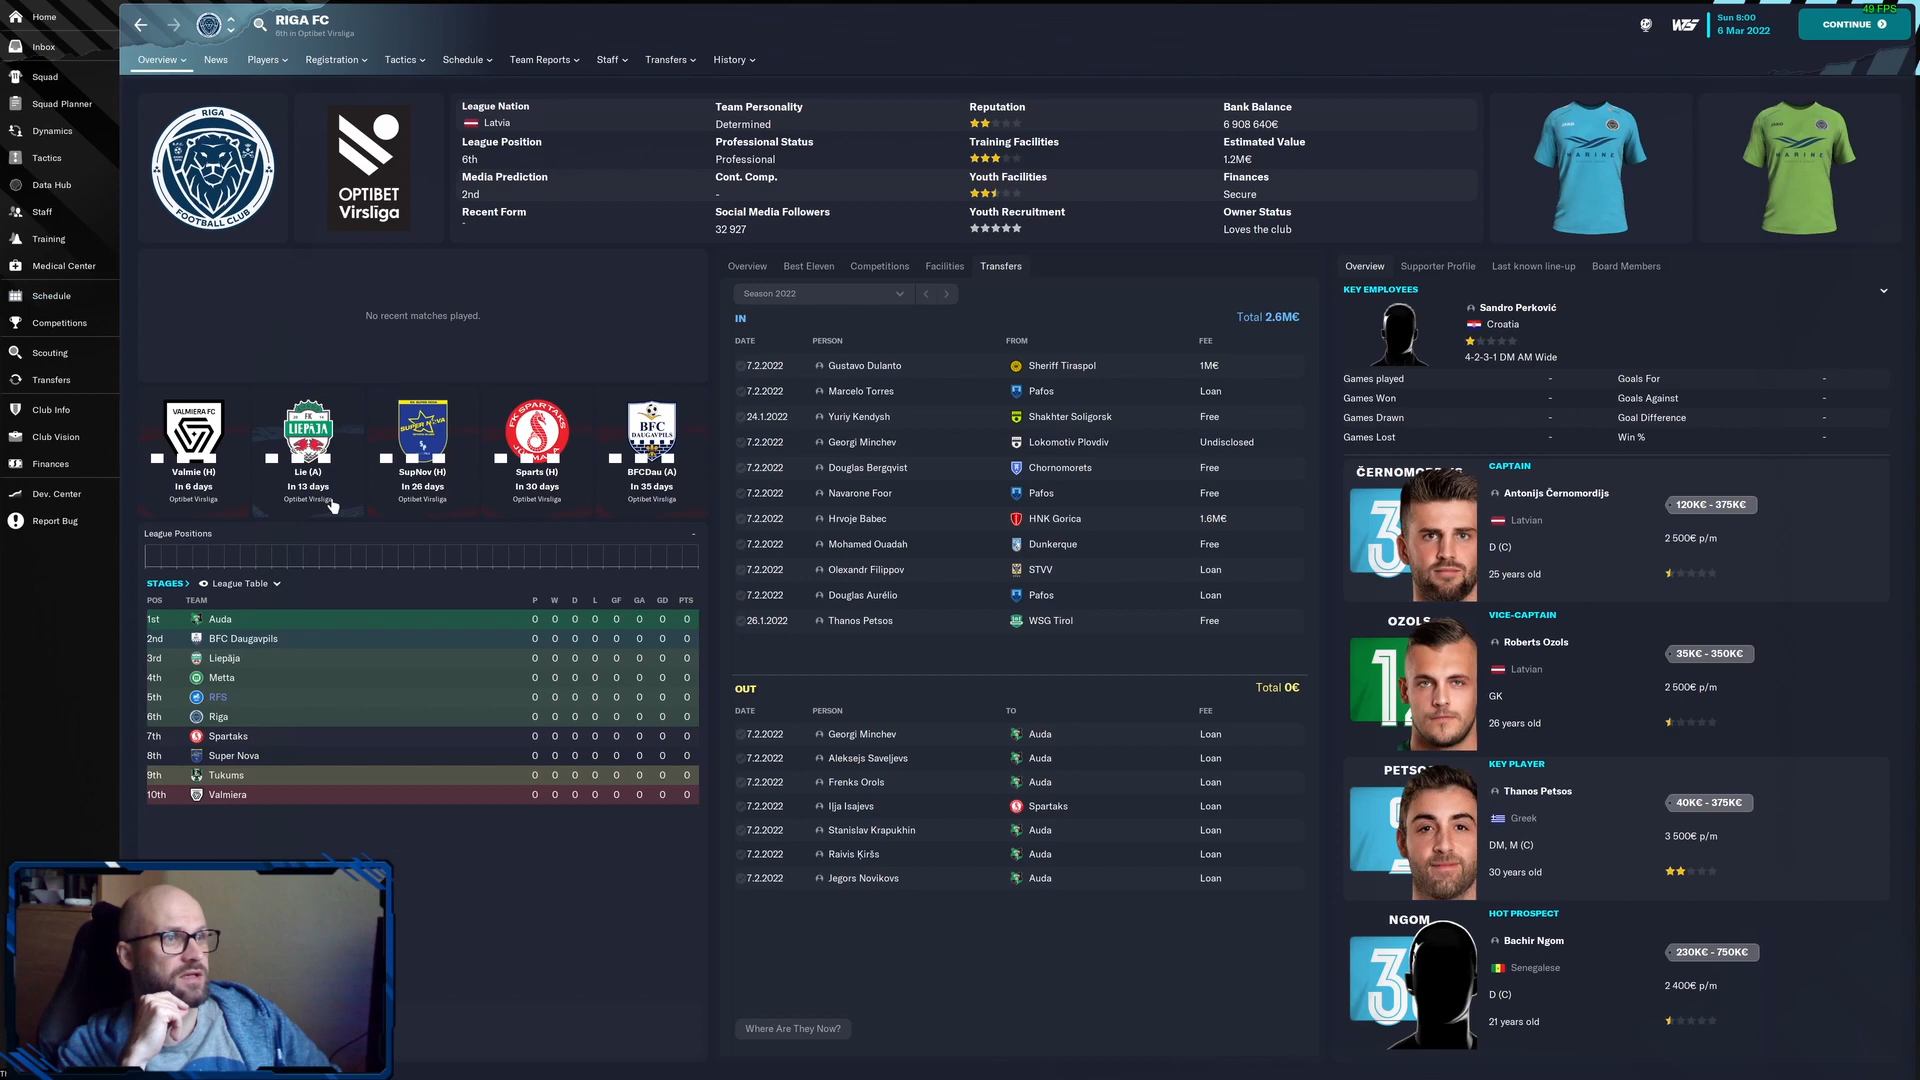 Home
Inbox
Squad
Squad Planner
Dynamics
Tactics
Data Hub
Staff
Training
Medical Center
Schedule
Competitions
Scouting
Transfers
Club Info
Club Vision
Finances
Dev. Center
Report Bug
RIGA FC
6th in Optibet Virsliga
49 FPS
Sun 8:00
6 Mar 2022
CONTINUE
Overview
News
Players
Registration
Tactics
Schedule
Team Reports
Staff
Transfers
History
RIGA
FOOTBALL CLUB
OPTIBET
Virsliga
League Nation
Latvia
League Position
6th
Media Prediction
2nd
Recent Form
-
Team Personality
Determined
Professional Status
Professional
Cont. Comp.
-
Social Media Followers
32 927
Reputation
Training Facilities
Youth Facilities
Youth Recruitment
Bank Balance
6 908 640€
Estimated Value
1.2M€
Finances
Secure
Owner Status
Loves the club
JAKO
MARINE
JAKO
MARINE
No recent matches played.
VALMIERA FC
Valmie (H)
In 6 days
Optibet Virsliga
FK
LIEPĀJA
Lie (A)
In 13 days
Optibet Virsliga
SUPER NOVA
SupNov (H)
In 26 days
Optibet Virsliga
FK SPARTAKS
Sparts (H)
In 30 days
Optibet Virsliga
BFC
DAUGAVPILS
BFCDau (A)
In 35 days
Optibet Virsliga
League Positions
-
STAGES> League Table
POS TEAM P W D L GF GA GD PTS
1st Auda 0 0 0 0 0 0 0 0
2nd BFC Daugavpils 0 0 0 0 0 0 0 0
3rd Liepāja 0 0 0 0 0 0 0 0
4th Metta 0 0 0 0 0 0 0 0
5th RFS 0 0 0 0 0 0 0 0
6th Riga 0 0 0 0 0 0 0 0
7th Spartaks 0 0 0 0 0 0 0 0
8th Super Nova 0 0 0 0 0 0 0 0
9th Tukums 0 0 0 0 0 0 0 0
10th Valmiera 0 0 0 0 0 0 0 0
Overview Best Eleven Competitions Facilities Transfers
Season 2022
IN Total 2.6M€
DATE PERSON FROM FEE
7.2.2022 Gustavo Dulanto Sheriff Tiraspol 1M€
7.2.2022 Marcelo Torres Pafos Loan
24.1.2022 Yuriy Kendysh Shakhter Soligorsk Free
7.2.2022 Georgi Minchev Lokomotiv Plovdiv Undisclosed
7.2.2022 Douglas Bergqvist Chornomorets Free
7.2.2022 Navarone Foor Pafos Free
7.2.2022 Hrvoje Babec HNK Gorica 1.6M€
7.2.2022 Mohamed Ouadah Dunkerque Free
7.2.2022 Olexandr Filippov STVV Loan
7.2.2022 Douglas Aurélio Pafos Loan
26.1.2022 Thanos Petsos WSG Tirol Free
OUT Total 0€
DATE PERSON TO FEE
7.2.2022 Georgi Minchev Auda Loan
7.2.2022 Aleksejs Saveļjevs Auda Loan
7.2.2022 Frenks Orols Auda Loan
7.2.2022 Iļja Isajevs Spartaks Loan
7.2.2022 Stanislav Krapukhin Auda Loan
7.2.2022 Raivis Ķiršs Auda Loan
7.2.2022 Jegors Novikovs Auda Loan
Where Are They Now?
Overview Supporter Profile Last known line-up Board Members
KEY EMPLOYEES
Sandro Perković
Croatia
4-2-3-1 DM AM Wide
Games played - Goals For -
Games Won - Goals Against -
Games Drawn - Goal Difference -
Games Lost - Win % -
CAPTAIN
Antonijs Černomordijs
120K€ - 375K€
Latvian
D (C)
2 500€ p/m
25 years old
OZOLS
VICE-CAPTAIN
Roberts Ozols
35K€ - 350K€
Latvian
GK
2 500€ p/m
26 years old
KEY PLAYER
Thanos Petsos
40K€ - 375K€
Greek
DM, M (C)
3 500€ p/m
30 years old
NGOM
HOT PROSPECT
Bachir Ngom
230K€ - 750K€
Senegalese
D (C)
2 400€ p/m
21 years old